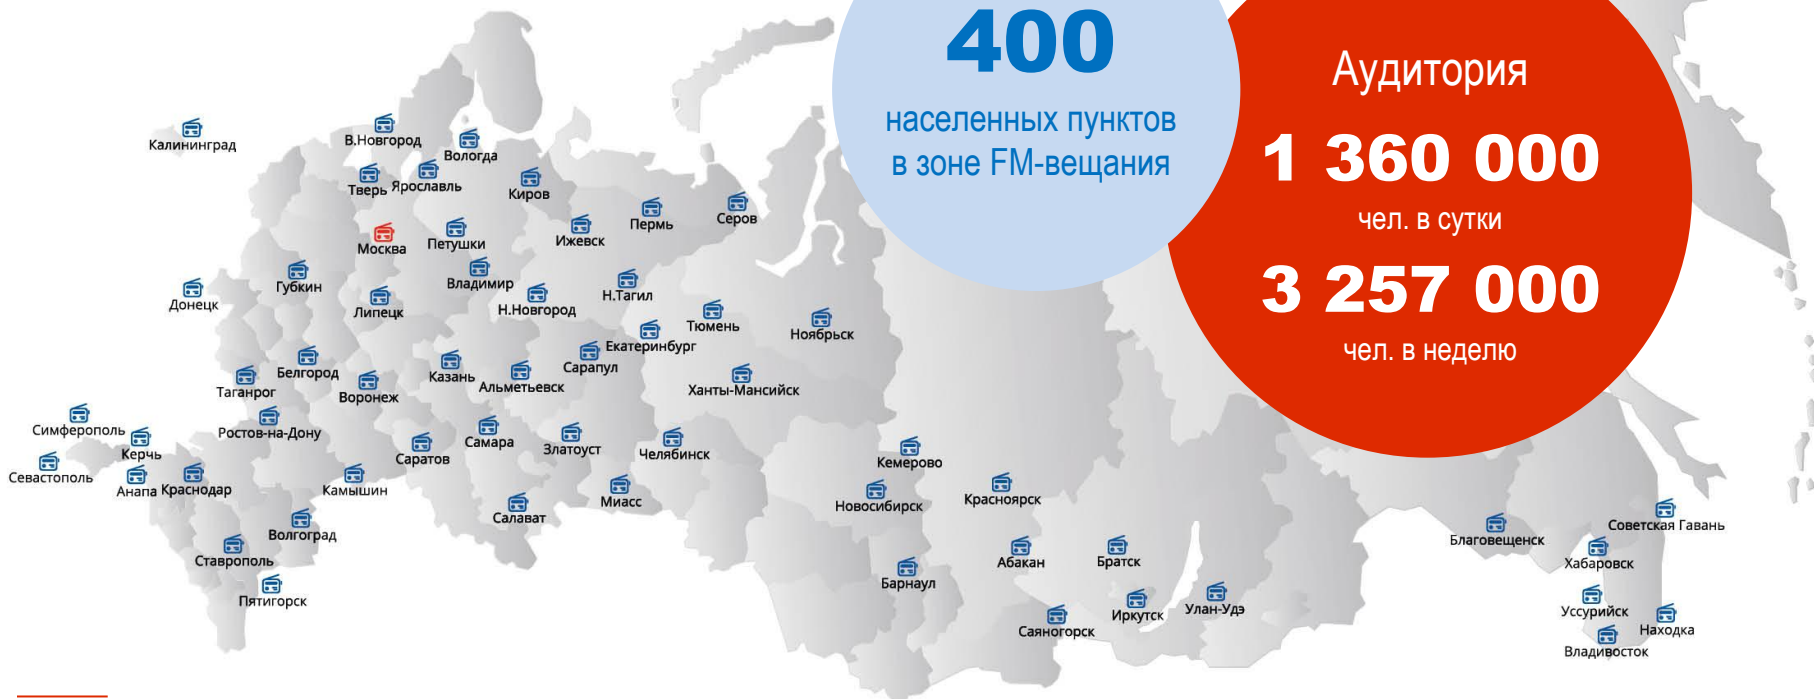 400
населенных пунктов
в зоне FM-вещания
Аудитория
1 360 000
чел. в сутки
3 257 000
чел. в неделю
Калининград
В.Новгород
Вологда
Тверь
Ярославль
Киров
Серов
Пермь
Москва
Петушки
Ижевск
Губкин
Владимир
Н.Тагил
Донецк
Липецк
Н.Новгород
Тюмень
Ноябрьск
Екатеринбург
Белгород
Казань
Сарапул
Таганрог
Воронеж
Альметьевск
Ханты-Мансийск
Симферополь
Ростов-на-Дону
Самара
Златоуст
Керчь
Саратов
Челябинск
Кемерово
Севастополь
Анапа
Краснодар
Камышин
Миасс
Новосибирск
Красноярск
Салават
Волгоград
Советская Гавань
Благовещенск
Ставрополь
Абакан
Братск
Хабаровск
Барнаул
Пятигорск
Иркутск
Улан-Удэ
Уссурийск
Саяногорск
Находка
Владивосток